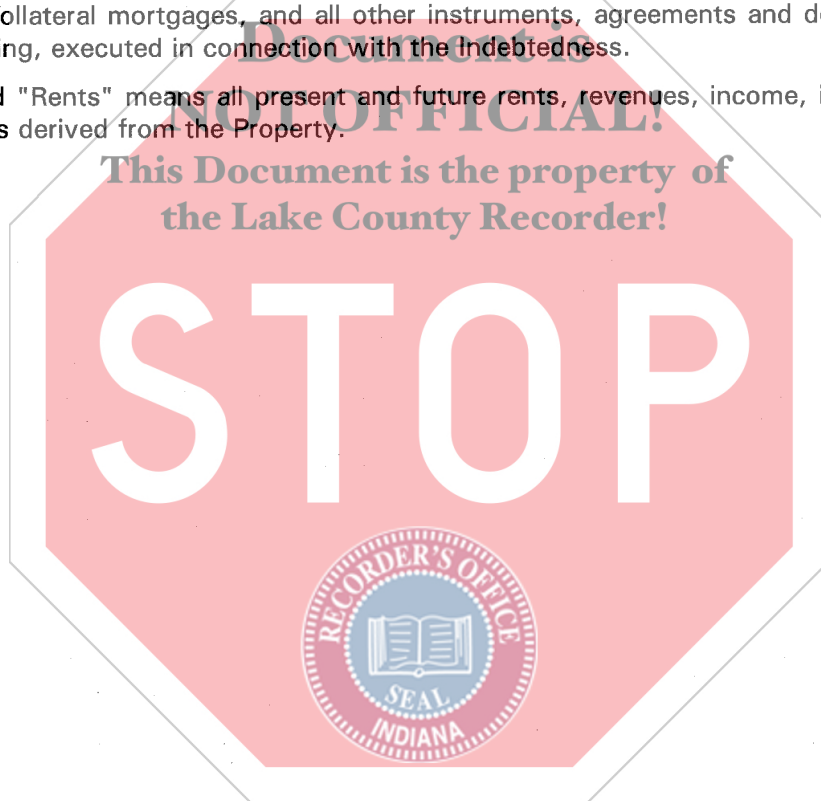 ollateral mortgages, and all other instruments, agreements and d
ing, executed in connection with the Indebtedness.
Document is
"Rents" means all present and future rents, revenues, income, i
s derived from the Property.
NOT OFFICIAL!
This Document is the property of
the Lake County Recorder!
STOP
RECORDER'S OFFICE
SEAL
INDIANA